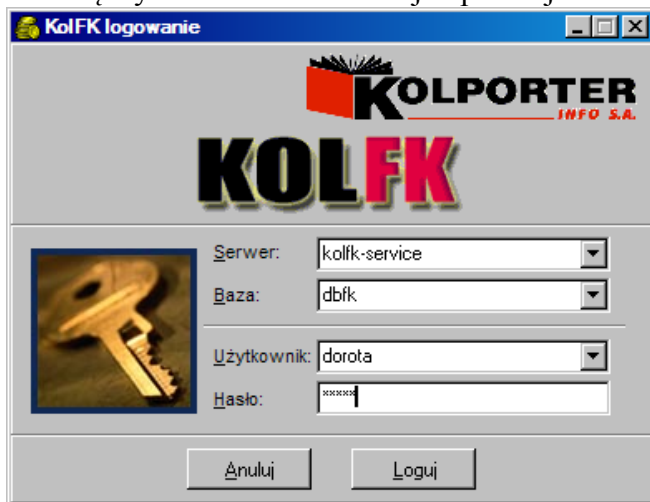 KolFK logowanie
KOLPORTER
INFO S.A.
KOLFK
Serwer: kolfk-service
Baza: dbfk
Użytkownik: dorota
Hasło: *****
Anuluj Loguj